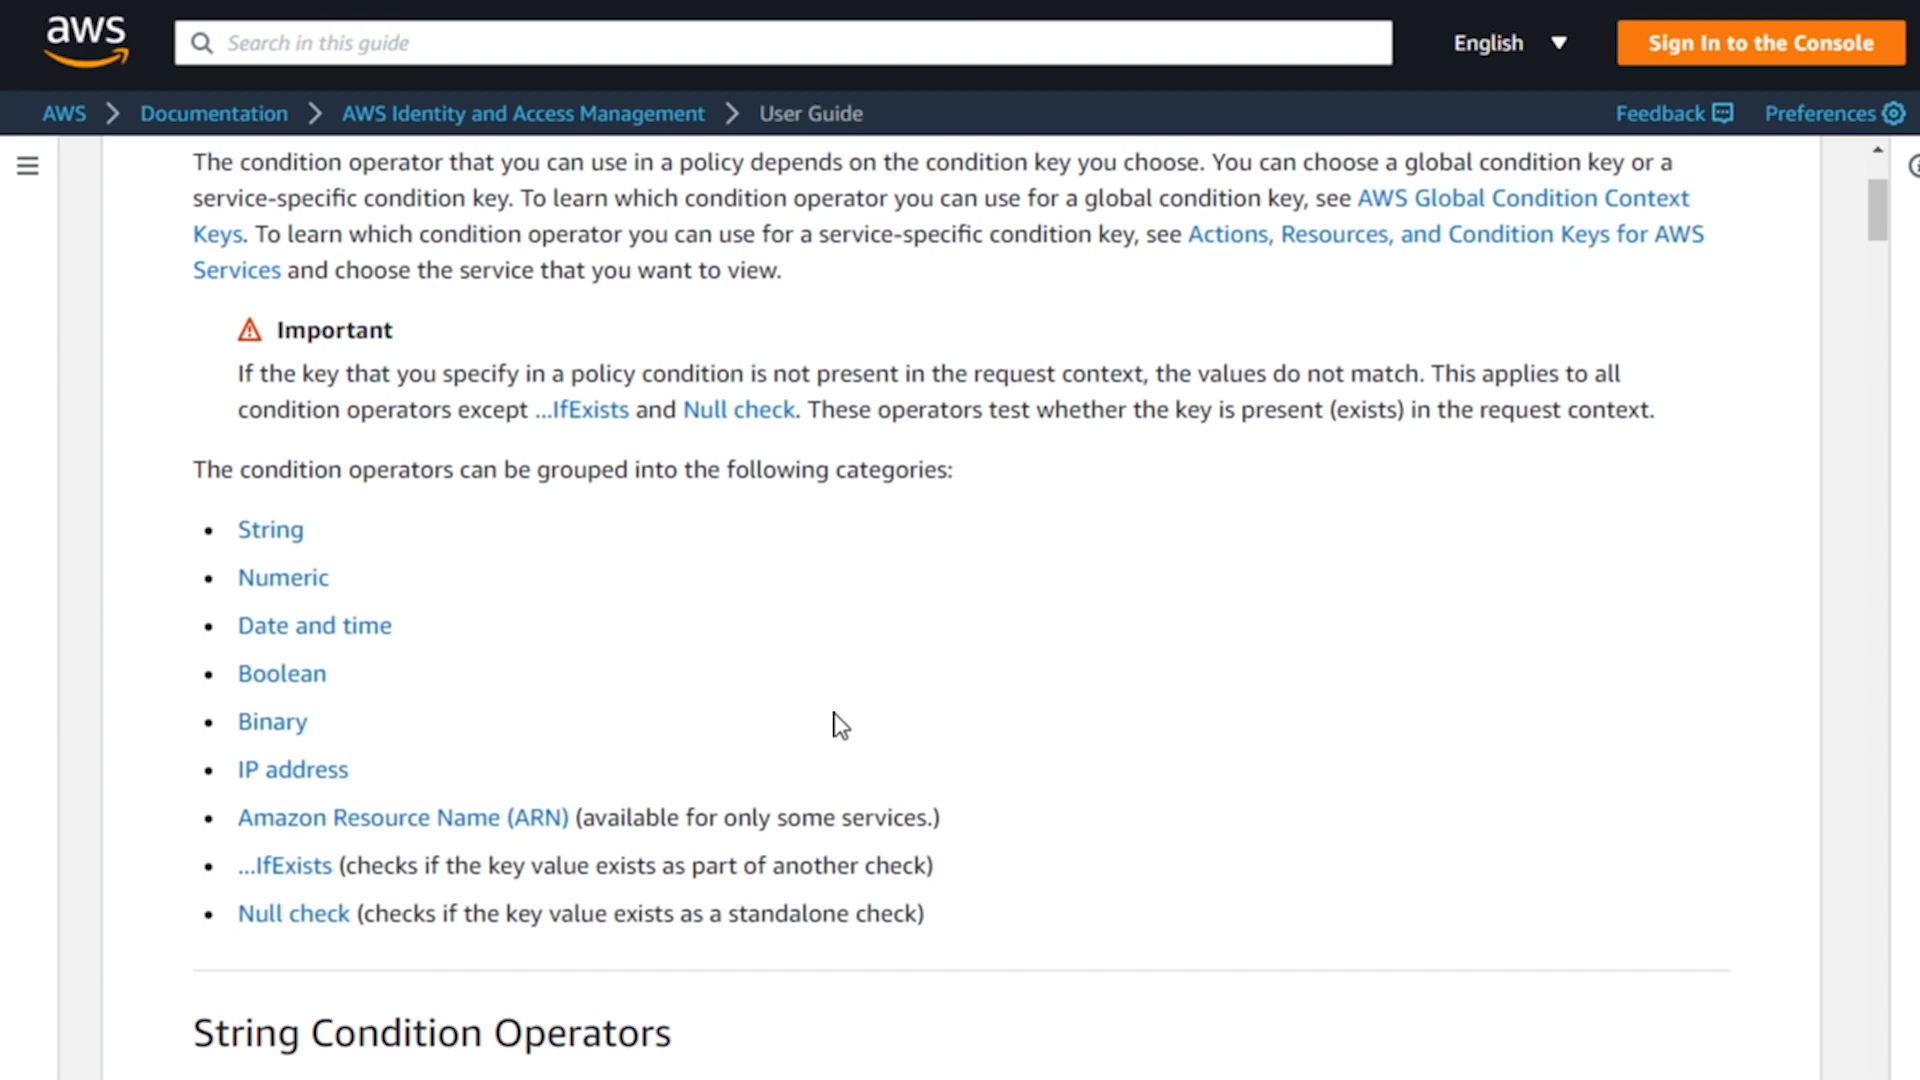 aws
Search in this guide
English
Sign In to the Console
AWS > Documentation > AWS Identity and Access Management > User Guide
Feedback
Preferences
The condition operator that you can use in a policy depends on the condition key you choose. You can choose a global condition key or a
service-specific condition key. To learn which condition operator you can use for a global condition key, see AWS Global Condition Context
Keys. To learn which condition operator you can use for a service-specific condition key, see Actions, Resources, and Condition Keys for AWS
Services and choose the service that you want to view.
Important
If the key that you specify in a policy condition is not present in the request context, the values do not match. This applies to all
condition operators except ...IfExists and Null check. These operators test whether the key is present (exists) in the request context.
The condition operators can be grouped into the following categories:
• String
• Numeric
• Date and time
• Boolean
• Binary
• IP address
• Amazon Resource Name (ARN) (available for only some services.)
• ...IfExists (checks if the key value exists as part of another check)
• Null check (checks if the key value exists as a standalone check)
String Condition Operators